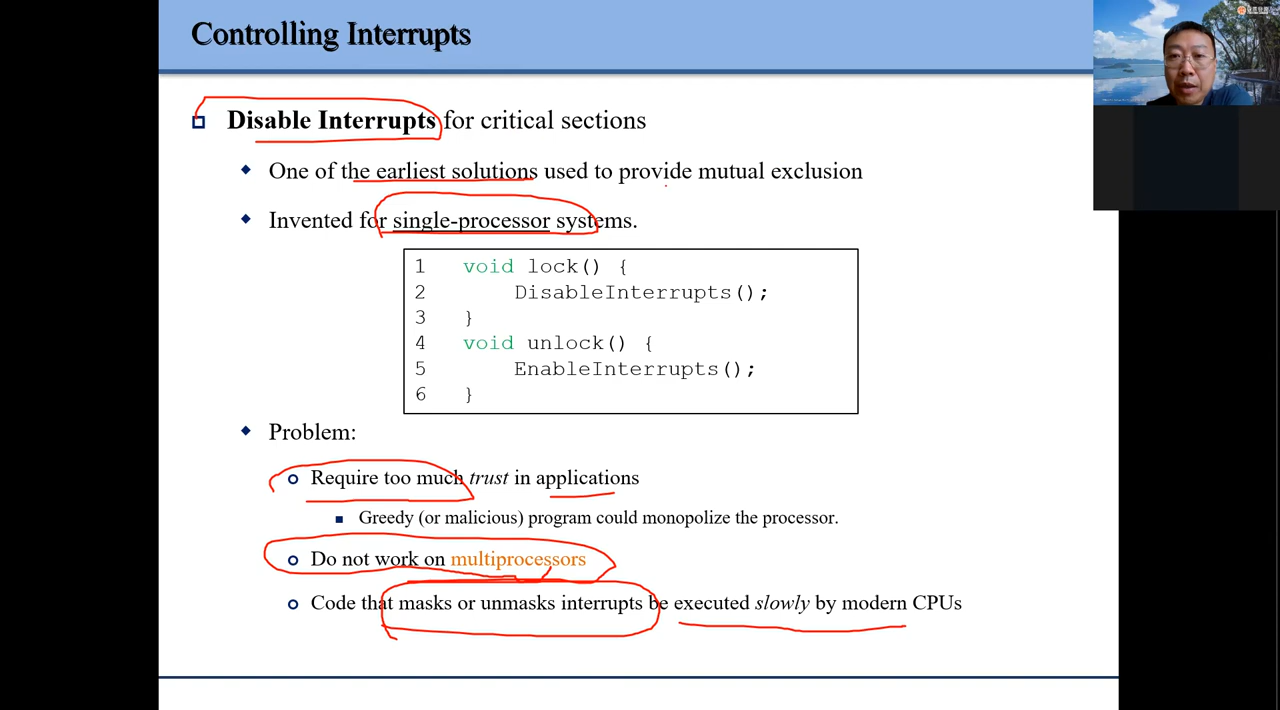 Controlling Interrupts
Disable Interrupts for critical sections
One of the earliest solutions used to provide mutual exclusion
Invented for single-processor systems.
1 void lock() {
2 DisableInterrupts();
3 }
4 void unlock() {
5 EnableInterrupts();
6 }
Problem:
Require too much trust in applications
Greedy (or malicious) program could monopolize the processor.
Do not work on multiprocessors
Code that masks or unmasks interrupts be executed slowly by modern CPUs